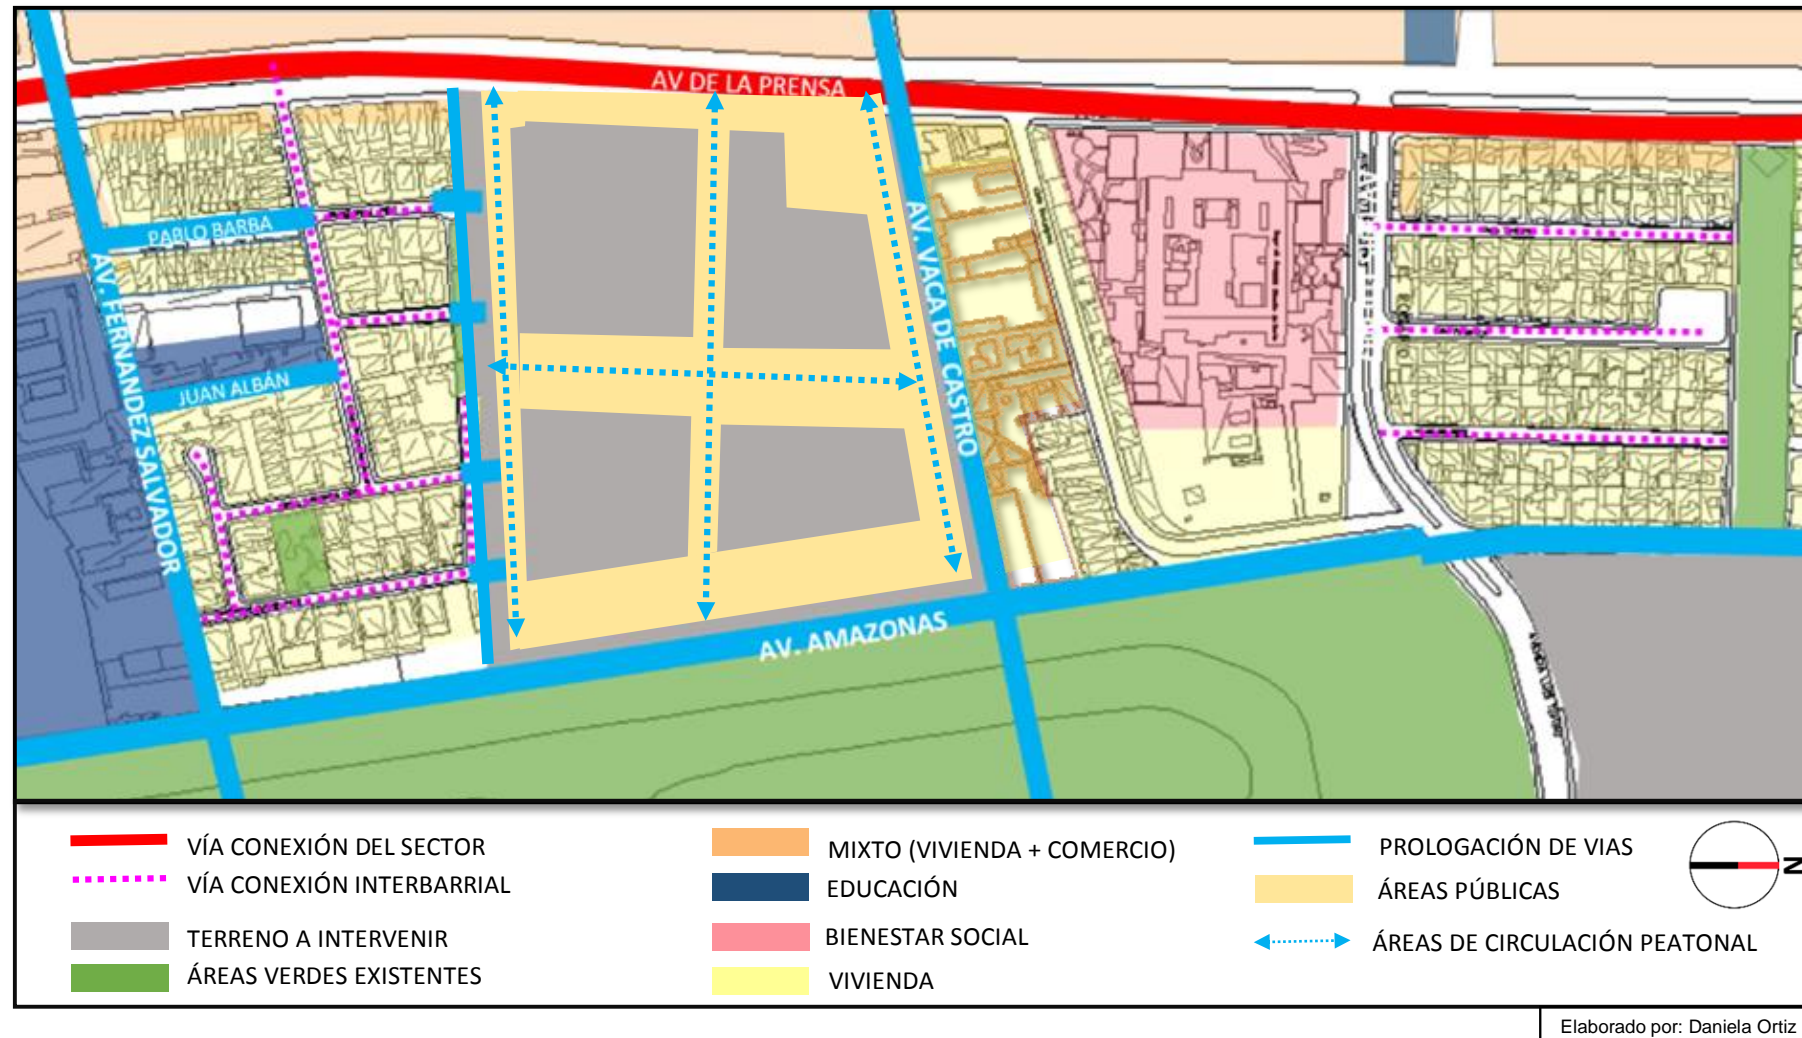 AV DE LA PRENSA
PABLO BARBA
AV. FERNANDEZ SALVADOR
JUAN ALBÁN
AV. VACA DE CASTRO
AV. AMAZONAS
VÍA CONEXIÓN DEL SECTOR
VÍA CONEXIÓN INTERBARRIAL
TERRENO A INTERVENIR
ÁREAS VERDES EXISTENTES
MIXTO (VIVIENDA + COMERCIO)
EDUCACIÓN
BIENESTAR SOCIAL
VIVIENDA
PROLOGACIÓN DE VIAS
ÁREAS PÚBLICAS
ÁREAS DE CIRCULACIÓN PEATONAL
N
Elaborado por: Daniela Ortiz